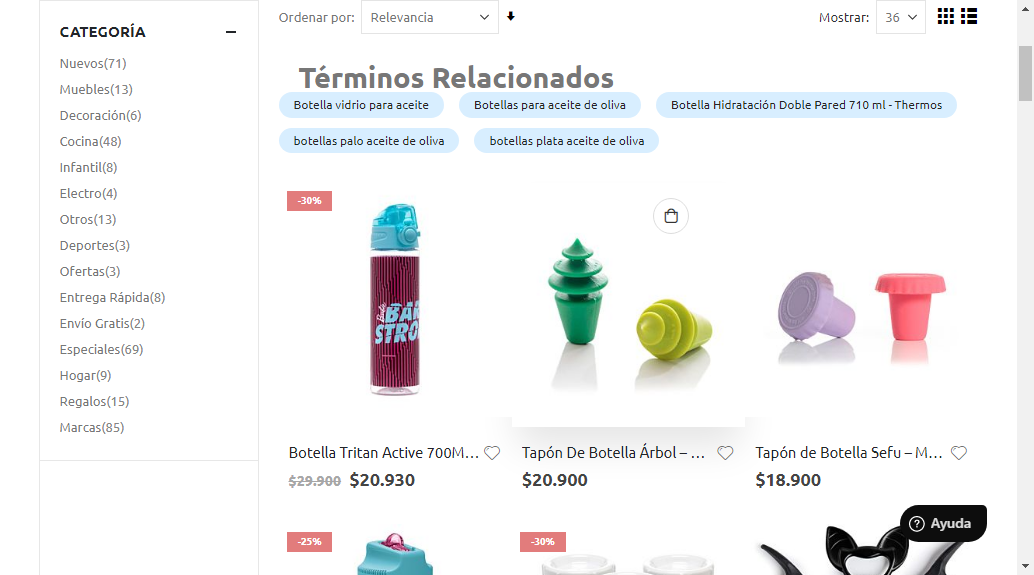 Ordenar por: Relevancia
Mostrar: 36
CATEGORÍA
Nuevos(71)
Muebles(13)
Decoración(6)
Cocina(48)
Infantil(8)
Electro(4)
Otros(13)
Deportes(3)
Ofertas(3)
Entrega Rápida(8)
Envío Gratis(2)
Especiales(69)
Hogar(9)
Regalos(15)
Marcas(85)
Términos Relacionados
Botella vidrio para aceite
Botellas para aceite de oliva
Botella Hidratación Doble Pared 710 ml - Thermos
botellas palo aceite de oliva
botellas plata aceite de oliva
-30%
Botella Tritan Active 700M...
$29.900 $20.930
Tapón De Botella Árbol – ...
$20.900
Tapón de Botella Sefu – M...
$18.900
-25%
-30%
Ayuda